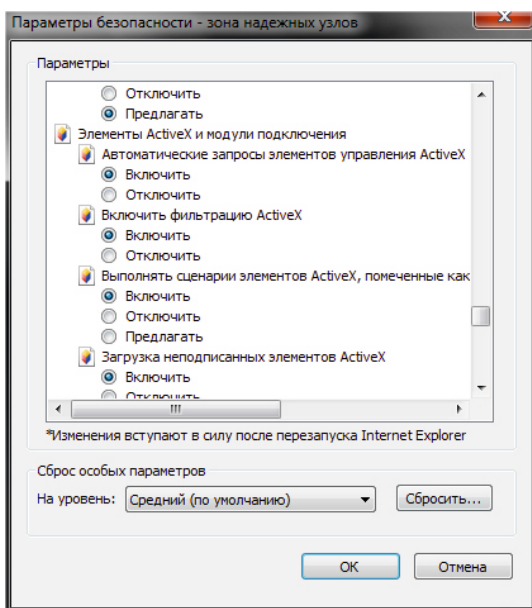 Параметры безопасности - зона надежных узлов
Параметры
Отключить
Предлагать
Элементы ActiveX и модули подключения
Автоматические запросы элементов управления ActiveX
Включить
Отключить
Включить фильтрацию ActiveX
Включить
Отключить
Выполнять сценарии элементов ActiveX, помеченные как
Включить
Отключить
Предлагать
Загрузка неподписанных элементов ActiveX
Включить
Отключить
*Изменения вступают в силу после перезапуска Internet Explorer
Сброс особых параметров
На уровень: Средний (по умолчанию) Сбросить...
OK Отмена